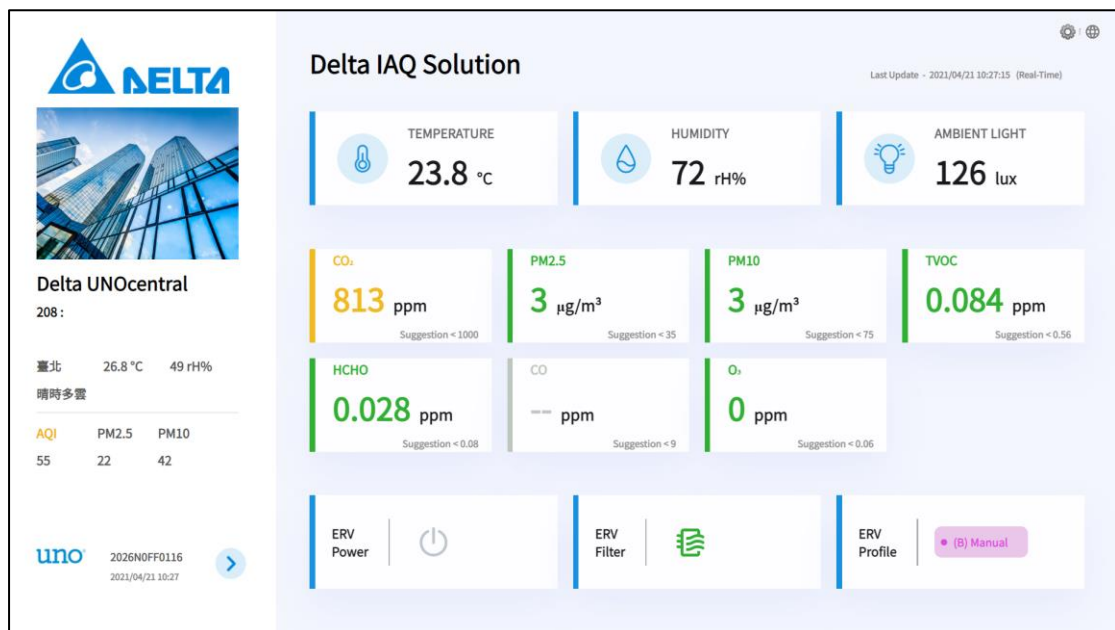 DELTA
Delta UNOcentral
208 :
臺北 26.8 °C 49 rH%
晴時多雲
AQI PM2.5 PM10
55 22 42
uno
2026N0FF0116
2021/04/21 10:27
Delta IAQ Solution
Last Update - 2021/04/21 10:27:15 (Real-Time)
TEMPERATURE
23.8 °C
HUMIDITY
72 rH%
AMBIENT LIGHT
126 lux
CO₂
813 ppm
Suggestion < 1000
PM2.5
3 μg/m³
Suggestion < 35
PM10
3 μg/m³
Suggestion < 75
TVOC
0.084 ppm
Suggestion < 0.56
HCHO
0.028 ppm
Suggestion < 0.08
CO
-- ppm
Suggestion < 9
O₃
0 ppm
Suggestion < 0.06
ERV
Power
ERV
Filter
ERV
Profile
(B) Manual